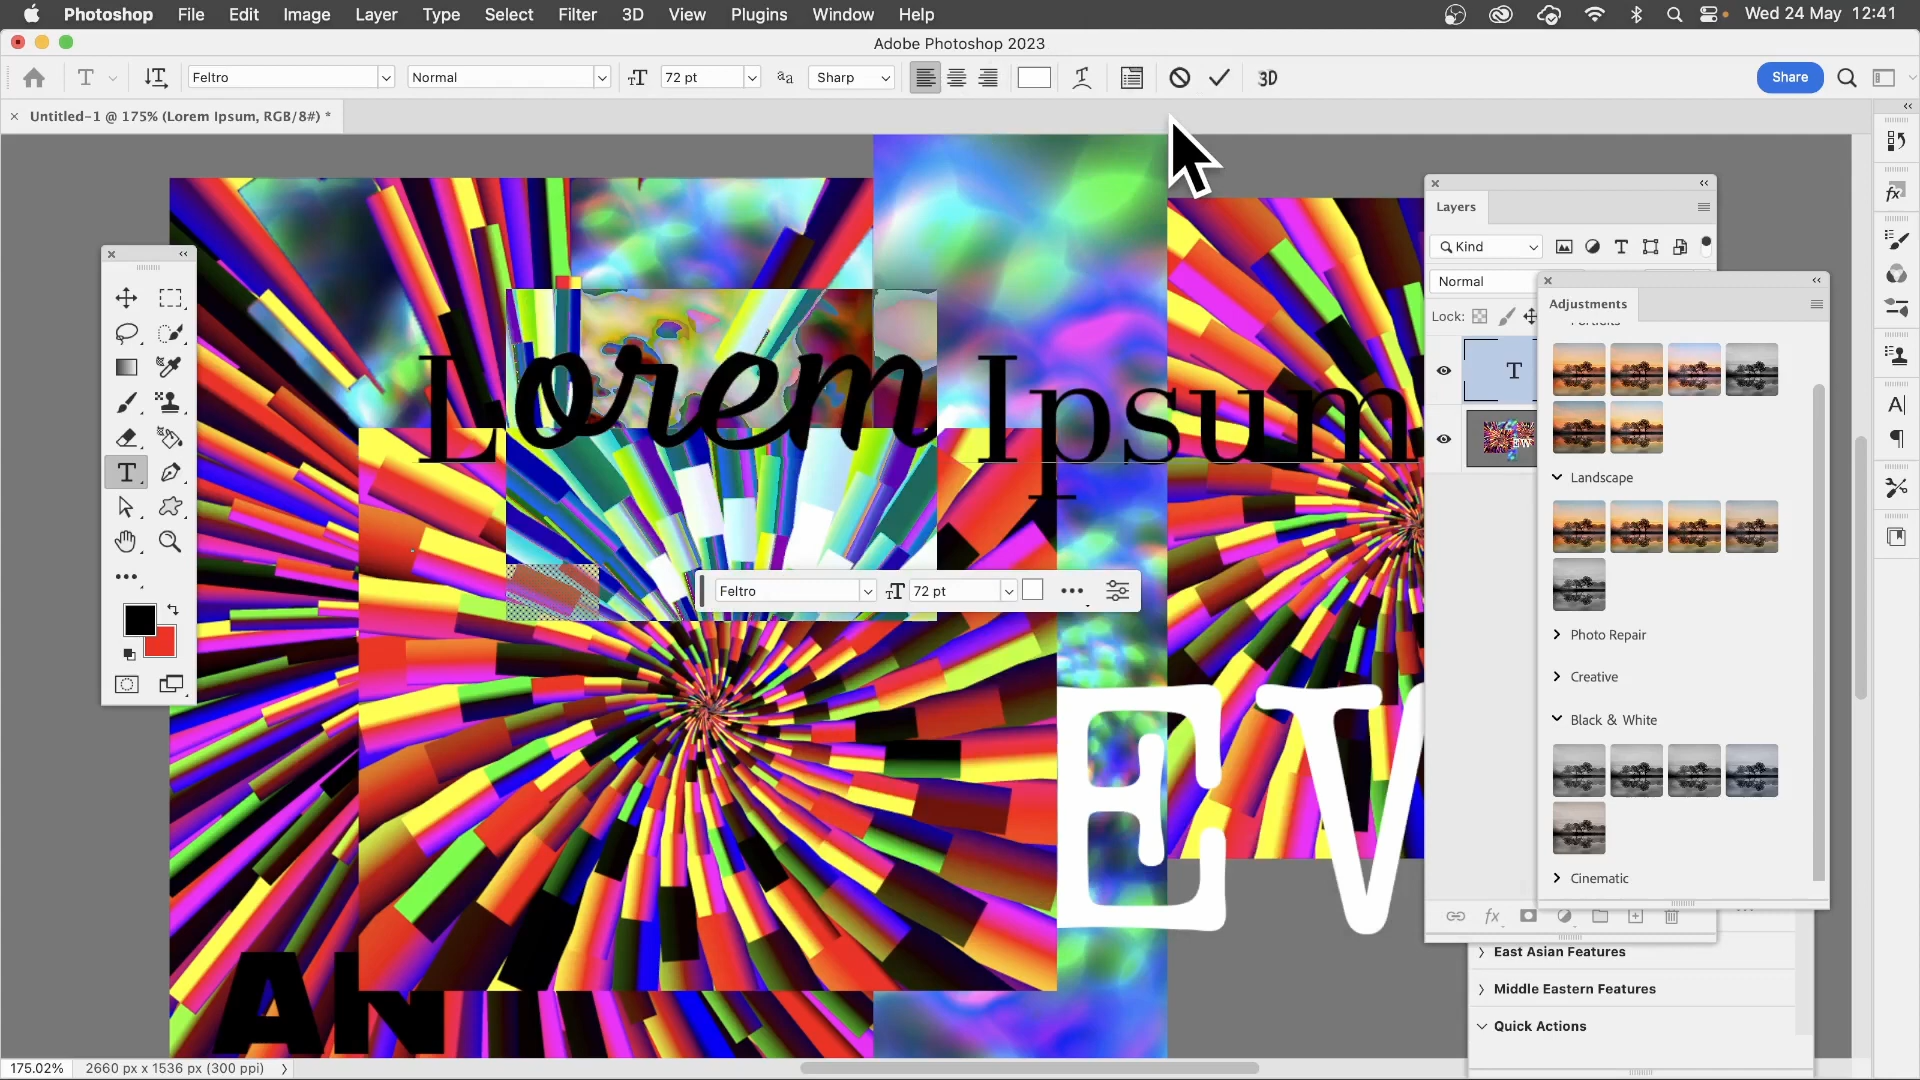 Photoshop File Edit Image Layer Type Select Filter 3D View Plugins Window Help Wed 24 May 12:41
Adobe Photoshop 2023
Feltro Normal 72 pt Sharp 3D Share
× Untitled-1 @ 175% (Lorem Ipsum, RGB/8#) *
Layers
Kind
Normal
Lock:
Adjustments
Landscape
Photo Repair
Creative
Black & White
Cinematic
Lorem Ipsum
Feltro 72 pt
EV
AN
East Asian Features
Middle Eastern Features
Quick Actions
175.02% 2660 px x 1536 px (300 ppi)